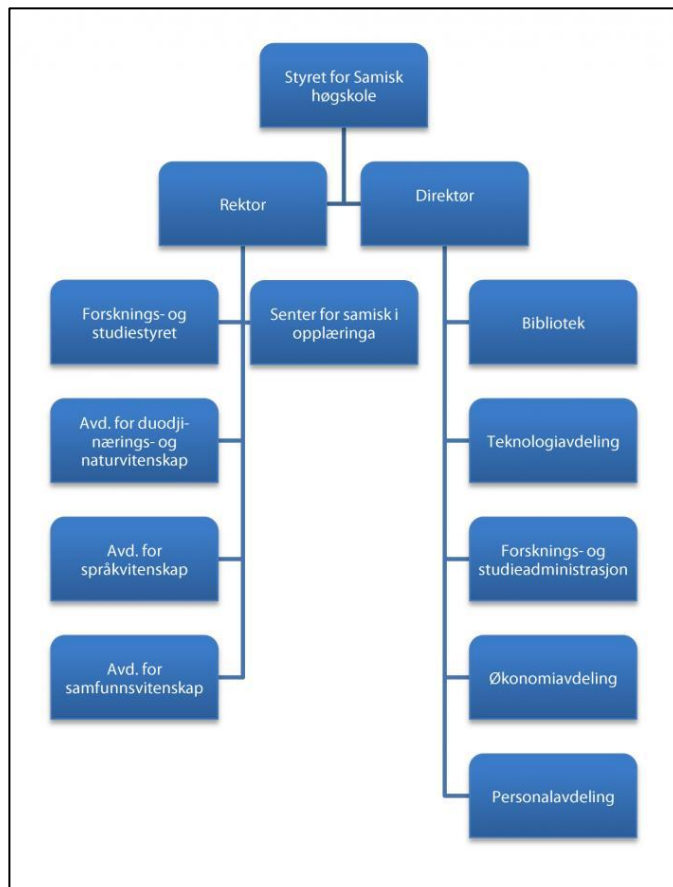 Styret for Samisk
høgskole
Rektor
Direktør
Forsknings- og
studiestyret
Senter for samisk i
opplæringa
Bibliotek
Avd. for duodji-
nærings- og
naturvitenskap
Teknologiavdeling
Avd. for
språkvitenskap
Forsknings- og
studieadministrasjon
Avd. for
samfunnsvitenskap
Økonomiavdeling
Personalavdeling